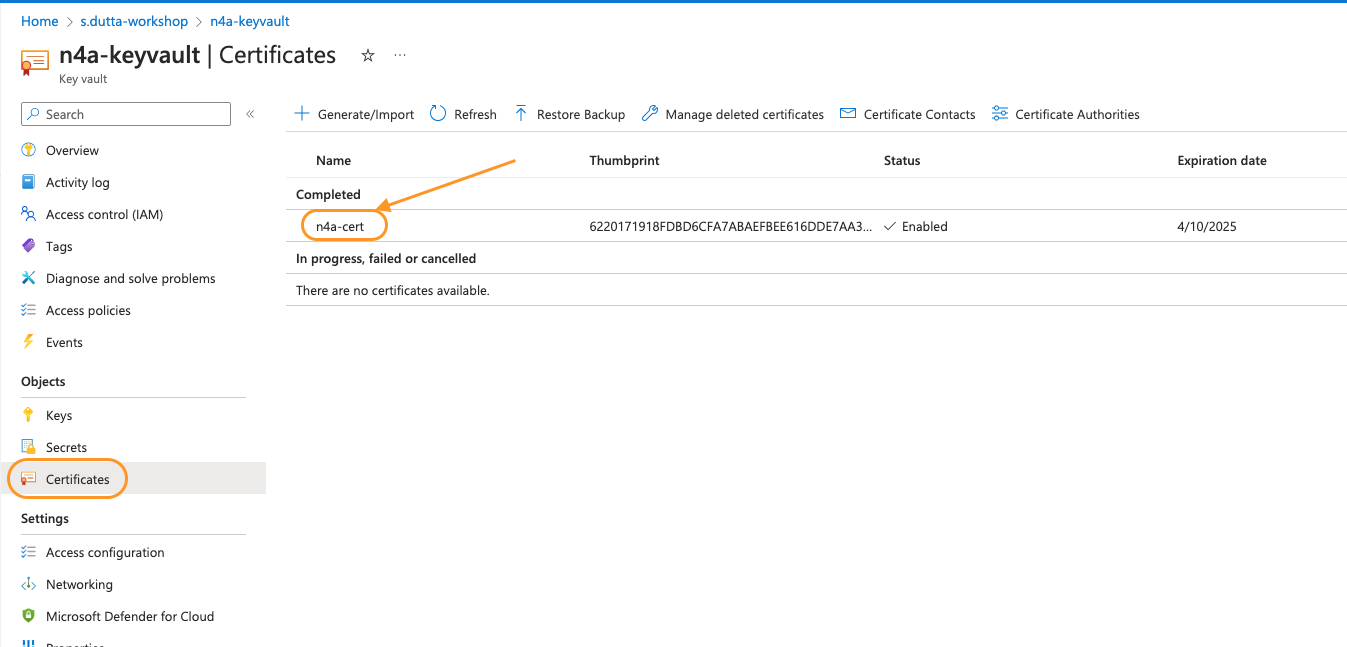 Home > s.dutta-workshop > n4a-keyvault
n4a-keyvault | Certificates
Key vault
Search
Generate/Import Refresh Restore Backup Manage deleted certificates Certificate Contacts Certificate Authorities
Overview
Activity log
Access control (IAM)
Tags
Diagnose and solve problems
Access policies
Events
Objects
Keys
Secrets
Certificates
Settings
Access configuration
Networking
Microsoft Defender for Cloud
Properties
Name Thumbprint Status Expiration date
Completed
n4a-cert 6220171918FDBD6CFA7ABAEFBEE616DDE7AA3... Enabled 4/10/2025
In progress, failed or cancelled
There are no certificates available.